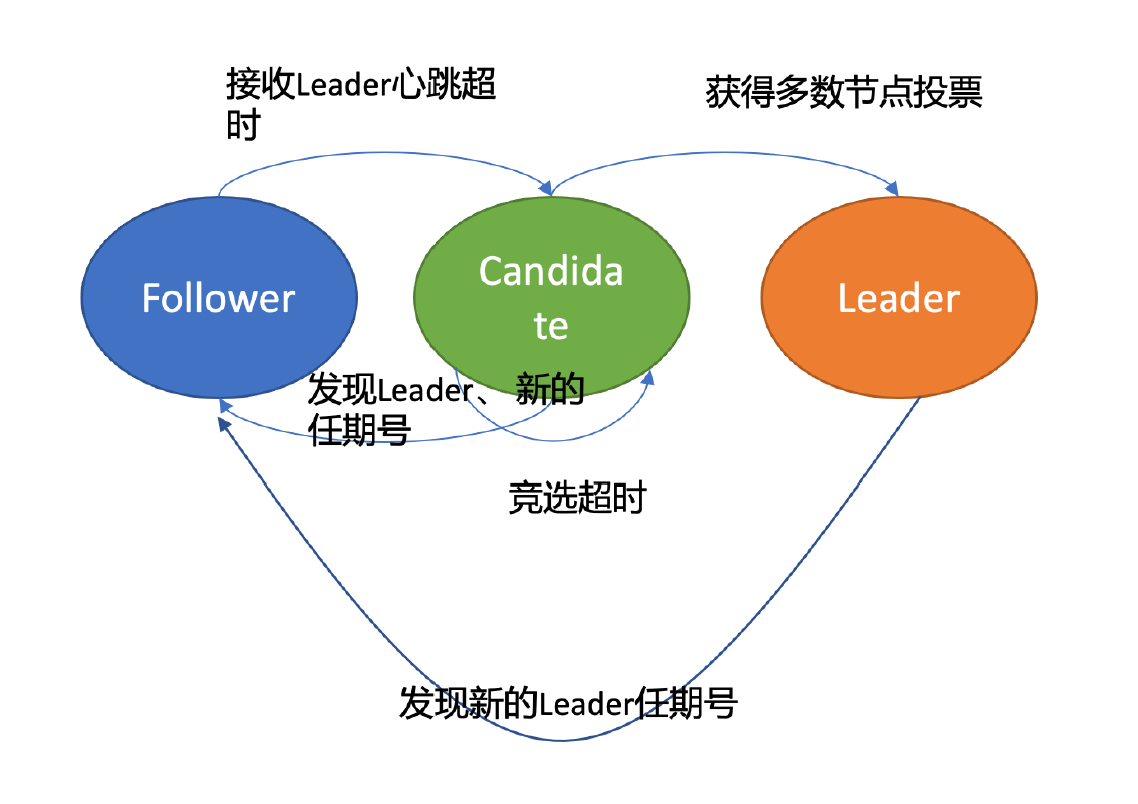 接收Leader心跳超
时
获得多数节点投票
Follower
Candida
te
Leader
发现Leader、 新的
任期号
竞选超时
发现新的Leader任期号